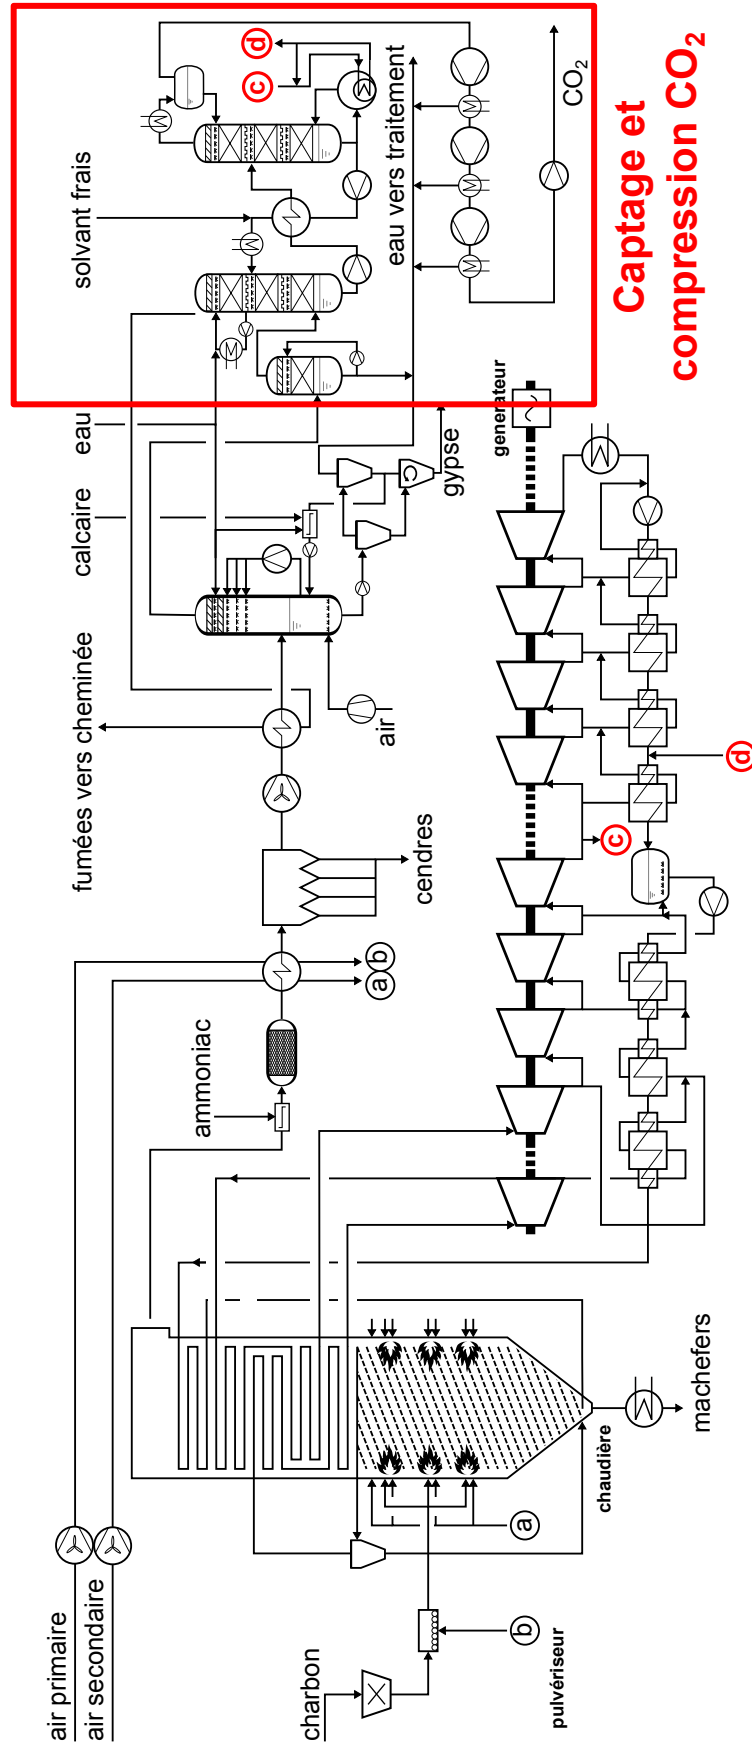 air primaire
air secondaire
charbon
b
pulvériseur
a
chaudière
machefers
ammoniac
a
b
cendres
fumées vers cheminée
air
calcaire
eau
gypse
generateur
c
d
solvant frais
eau vers traitement
c
d
CO₂
Captage et
compression CO₂